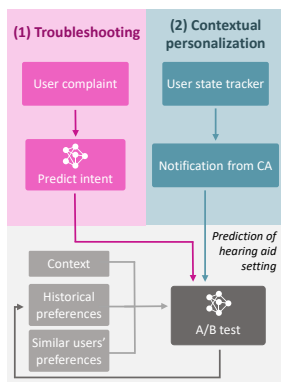 (1) Troubleshooting
User complaint
Predict intent
(2) Contextual
personalization
User state tracker
Notification from CA
Prediction of
hearing aid
setting
Context
Historical
preferences
Similar users'
preferences
A/B test